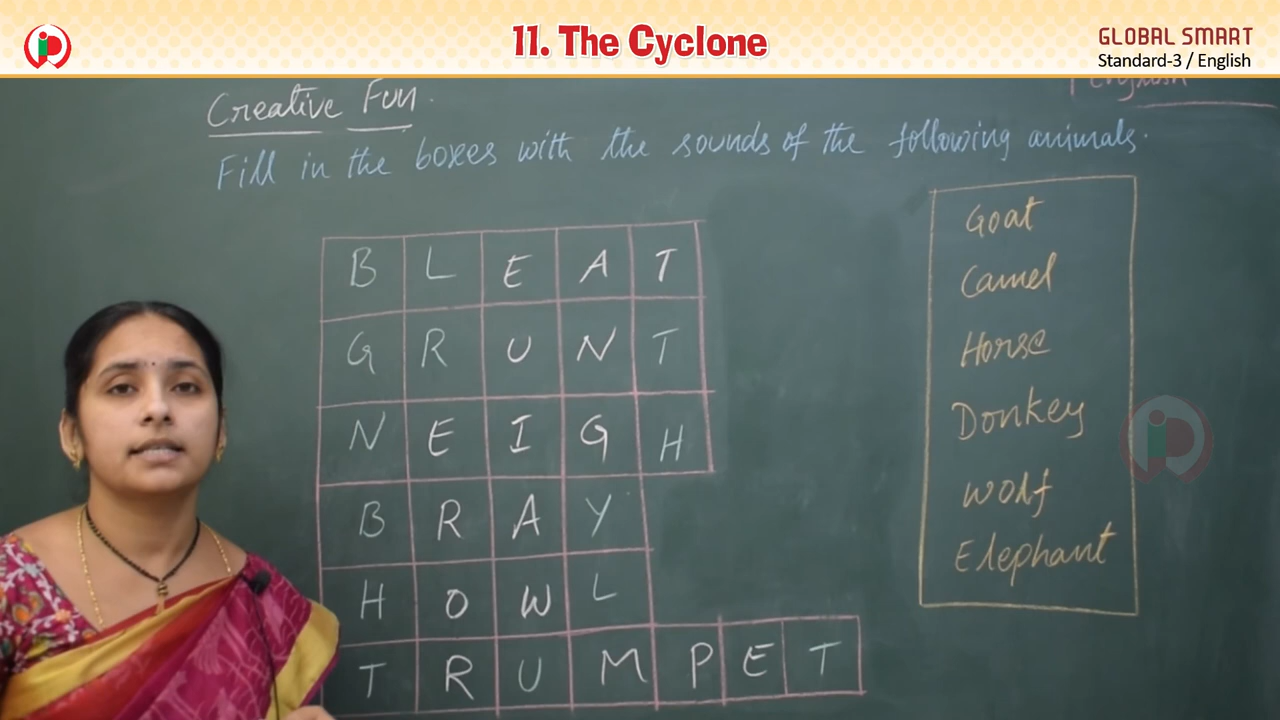 11. The Cyclone
GLOBAL SMART
Standard-3 / English
English
Creative Fun.
Fill in the boxes with the sounds of the following animals.
B L E A T
G R U N T
N E I G H
B R A Y
H O W L
T R U M P E T
Goat
Camel
Horse
Donkey
Wolf
Elephant